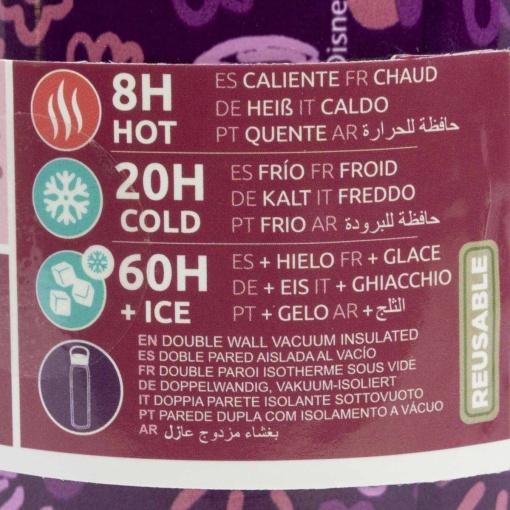 Disne
8H
HOT
ES CALIENTE FR CHAUD
DE HEIß IT CALDO
PT QUENTE AR حافظة للحرارة
20H
COLD
ES FRÍO FR FROID
DE KALT IT FREDDO
PT FRIO AR حافظة للبرودة
60H
+ ICE
ES + HIELO FR + GLACE
DE + EIS IT + GHIACCHIO
PT + GELO AR + الثلج
REUSABLE
EN DOUBLE WALL VACUUM INSULATED
ES DOBLE PARED AISLADA AL VACÍO
FR DOUBLE PAROI ISOTHERME SOUS VIDE
DE DOPPELWANDIG, VAKUUM-ISOLIERT
IT DOPPIA PARETE ISOLANTE SOTTOVUOTO
PT PAREDE DUPLA COM ISOLAMENTO A VÁCUO
AR بغشاء مزدوج عازل